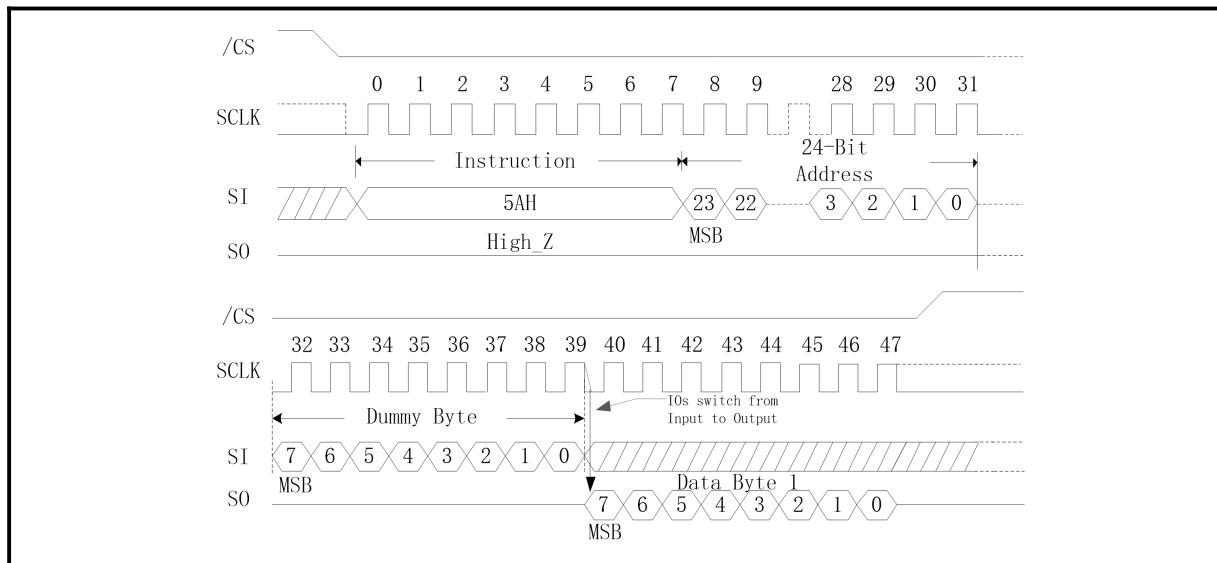 /CS
0 1 2 3 4 5 6 7 8 9 28 29 30 31
SCLK
Instruction
24-Bit
Address
SI
5AH
23 22 3 2 1 0
MSB
High_Z
SO
/CS
32 33 34 35 36 37 38 39 40 41 42 43 44 45 46 47
SCLK
IOs switch from
Input to Output
Dummy Byte
SI
7 6 5 4 3 2 1 0
MSB
Data Byte 1
SO
7 6 5 4 3 2 1 0
MSB